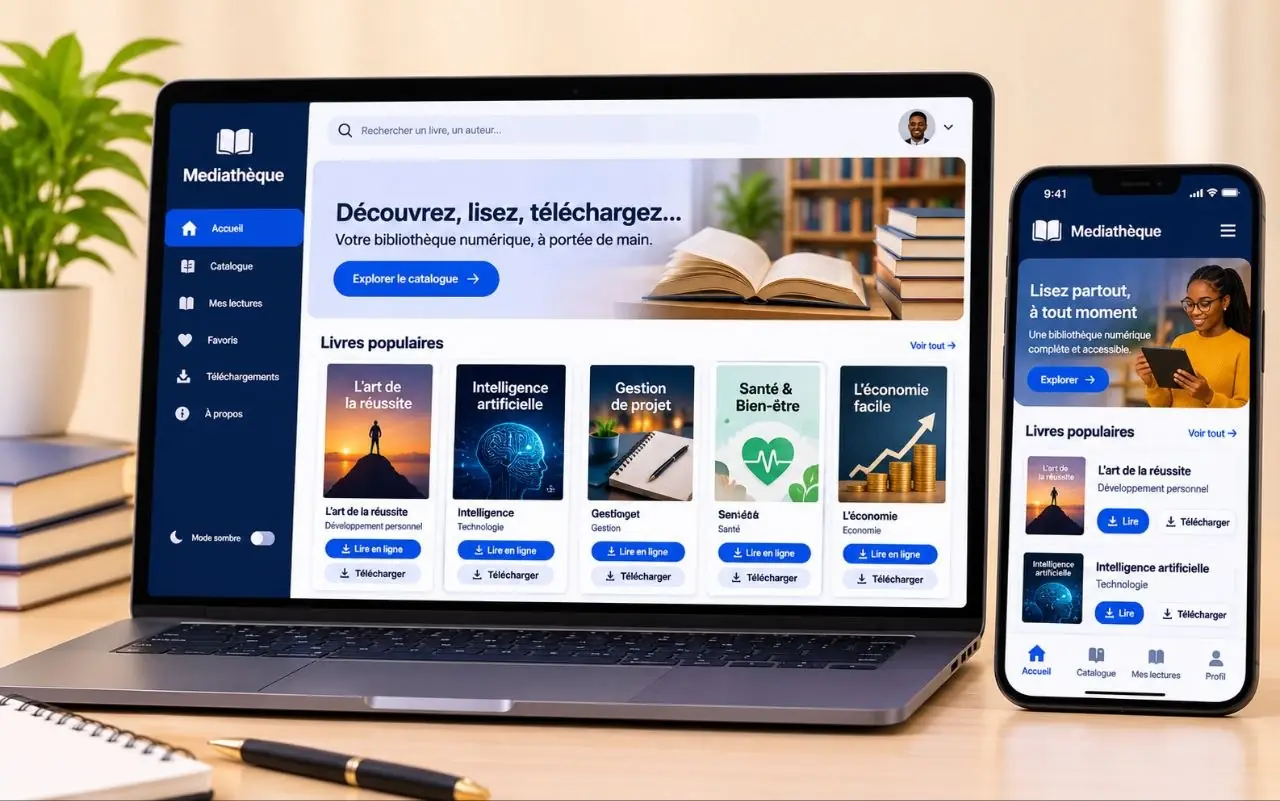 Mediathèque
Accueil
Catalogue
Mes lectures
Favoris
Téléchargements
À propos
Mode sombre
Rechercher un livre, un auteur...
Découvrez, lisez, téléchargez...
Votre bibliothèque numérique, à portée de main.
Explorer le catalogue →
Livres populaires
Voir tout →
L'art de
la réussite
L'art de la réussite
Développement personnel
Lire en ligne
Télécharger
Intelligence
artificielle
Intelligence
Technologie
Lire en ligne
Télécharger
Gestion
de projet
Gestion
Lire en ligne
Télécharger
Santé &
Bien-être
Santé
Lire en ligne
Télécharger
L'économie
facile
L'économie
Economie
Lire en ligne
Télécharger
9:41
Mediathèque
Lisez partout,
à tout moment
Une bibliothèque numérique
complète et accessible.
Explorer →
Livres populaires
Voir tout →
L'art de
la réussite
L'art de la réussite
Développement personnel
Lire
Télécharger
Intelligence
artificielle
Intelligence artificielle
Technologie
Lire
Télécharger
Accueil
Catalogue
Mes lectures
Profil